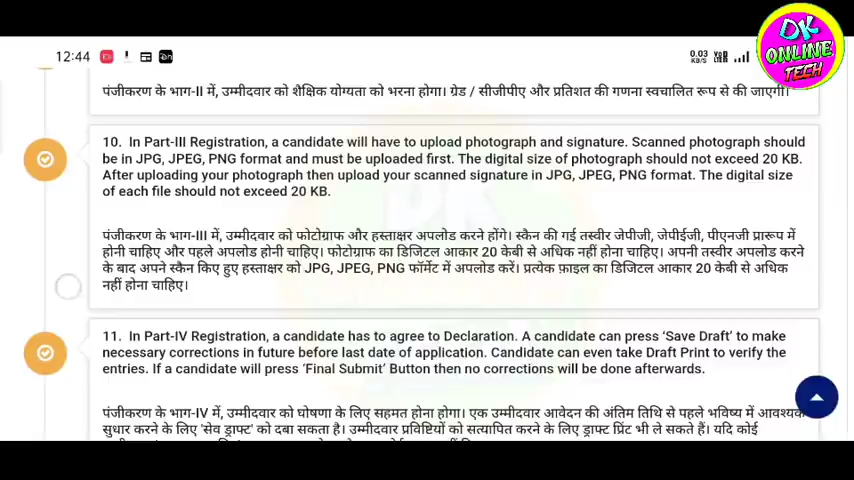 12:44
0.03 KB/S
DK
ONLINE
TECH
पंजीकरण के भाग-II में, उम्मीदवार को शैक्षिक योग्यता को भरना होगा। ग्रेड / सीजीपीए और प्रतिशत की गणना स्वचालित रूप से की जाएगी।
10. In Part-III Registration, a candidate will have to upload photograph and signature. Scanned photograph should
be in JPG, JPEG, PNG format and must be uploaded first. The digital size of photograph should not exceed 20 KB.
After uploading your photograph then upload your scanned signature in JPG, JPEG, PNG format. The digital size
of each file should not exceed 20 KB.
पंजीकरण के भाग-III में, उम्मीदवार को फोटोग्राफ और हस्ताक्षर अपलोड करने होंगे। स्कैन की गई तस्वीर जेपीजी, जेपीईजी, पीएनजी प्रारूप में
होनी चाहिए और पहले अपलोड होनी चाहिए। फोटोग्राफ का डिजिटल आकार 20 केबी से अधिक नहीं होना चाहिए। अपनी तस्वीर अपलोड करने
के बाद अपने स्कैन किए हुए हस्ताक्षर को JPG, JPEG, PNG फॉर्मेट में अपलोड करें। प्रत्येक फ़ाइल का डिजिटल आकार 20 केबी से अधिक
नहीं होना चाहिए।
11. In Part-IV Registration, a candidate has to agree to Declaration. A candidate can press ‘Save Draft’ to make
necessary corrections in future before last date of application. Candidate can even take Draft Print to verify the
entries. If a candidate will press ‘Final Submit’ Button then no corrections will be done afterwards.
पंजीकरण के भाग-IV में, उम्मीदवार को घोषणा के लिए सहमत होना होगा। एक उम्मीदवार आवेदन की अंतिम तिथि से पहले भविष्य में आवश्यक
सुधार करने के लिए 'सेव ड्राफ्ट' को दबा सकता है। उम्मीदवार प्रविष्टियों को सत्यापित करने के लिए ड्राफ्ट प्रिंट भी ले सकते हैं। यदि कोई